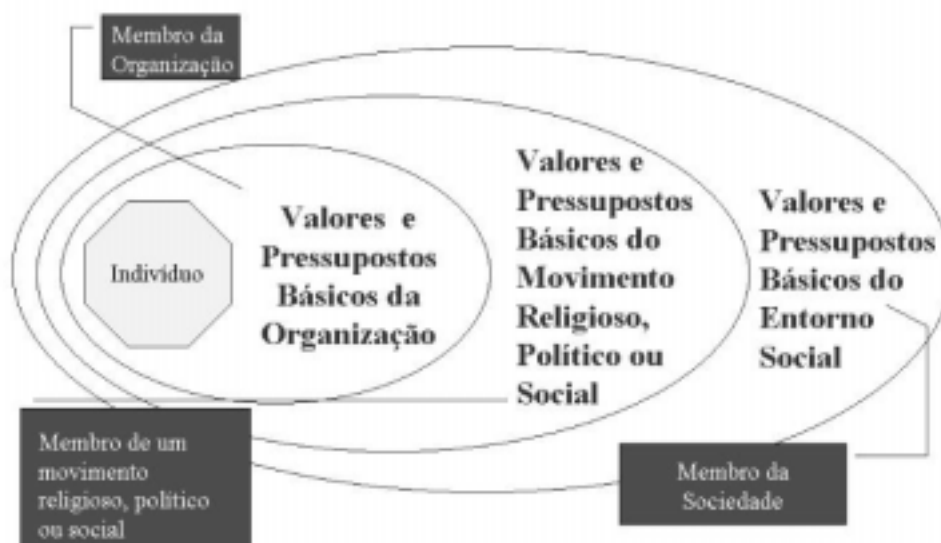 Membro da
Organização
Indivíduo
Valores e
Pressupostos
Básicos da
Organização
Valores e
Pressupostos
Básicos do
Movimento
Religioso,
Político ou
Social
Valores e
Pressupostos
Básicos do
Entorno
Social
Membro de um
movimento
religioso, político
ou social
Membro da
Sociedade